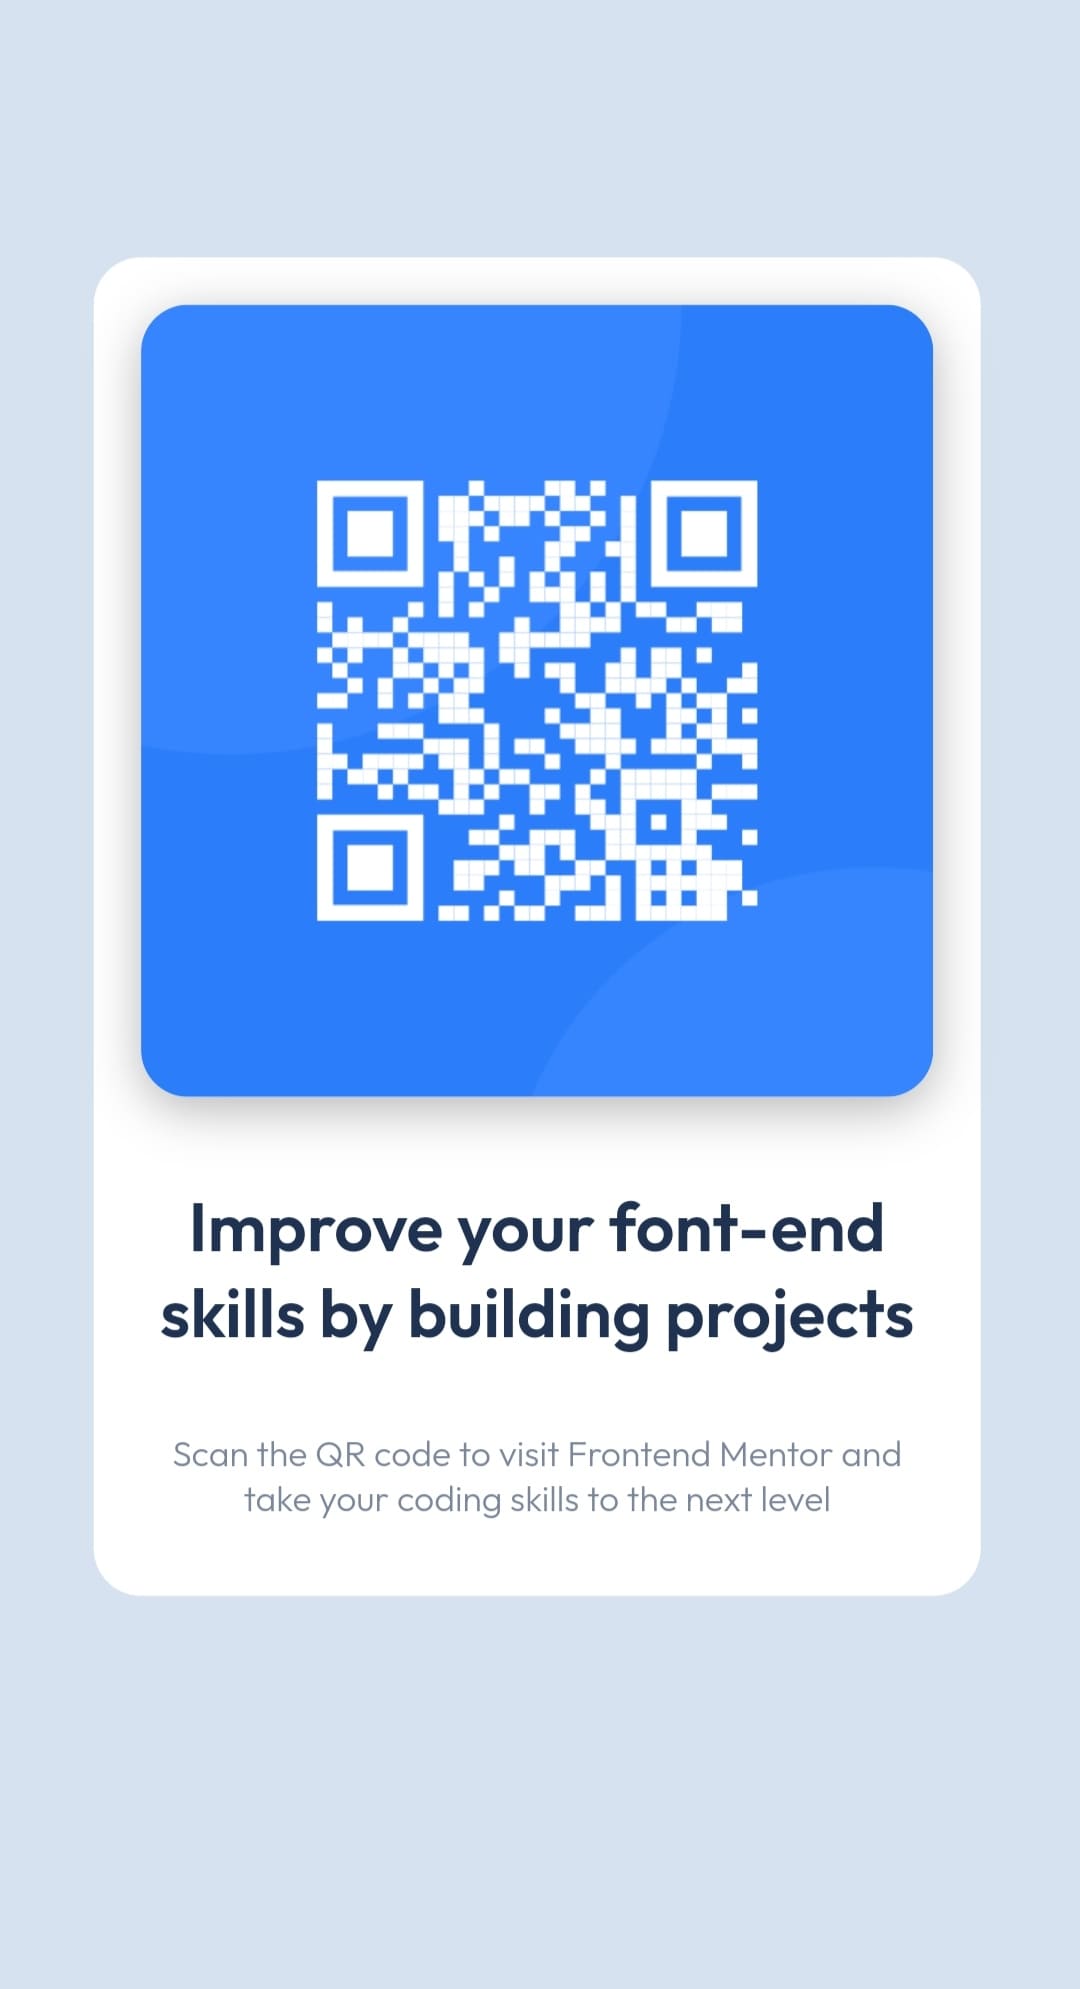 Improve your font-end
skills by building projects
Scan the QR code to visit Frontend Mentor and
take your coding skills to the next level